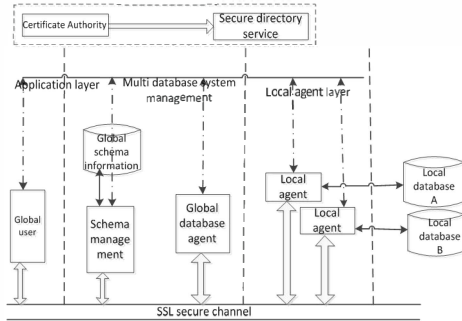 Certificate Authority
Secure directory
service
Application layer
Multi database system
management
Local agent layer
Global
schema
information
Global
user
Schema
manage
ment
Global
database
agent
Local
agent
Local
agent
Local
database
A
Local
database
B
SSL secure channel